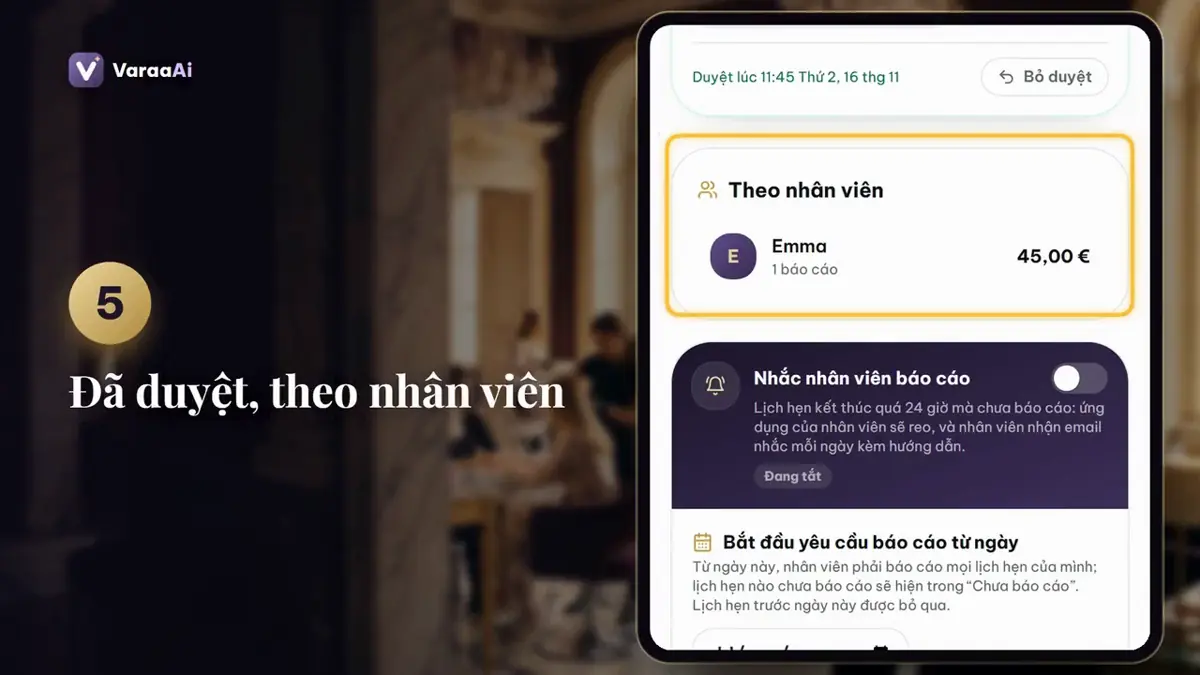 VaraaAi
5
Đã duyệt, theo nhân viên
Duyệt lúc 11:45 Thứ 2, 16 thg 11
Bỏ duyệt
Theo nhân viên
E
Emma
1 báo cáo
45,00 €
Nhắc nhân viên báo cáo
Lịch hẹn kết thúc quá 24 giờ mà chưa báo cáo: ứng
dụng của nhân viên sẽ reo, và nhân viên nhận email
nhắc mỗi ngày kèm hướng dẫn.
Đang tắt
Bắt đầu yêu cầu báo cáo từ ngày
Từ ngày này, nhân viên phải báo cáo mọi lịch hẹn của mình;
lịch hẹn nào chưa báo cáo sẽ hiện trong “Chưa báo cáo”.
Lịch hẹn trước ngày này được bỏ qua.